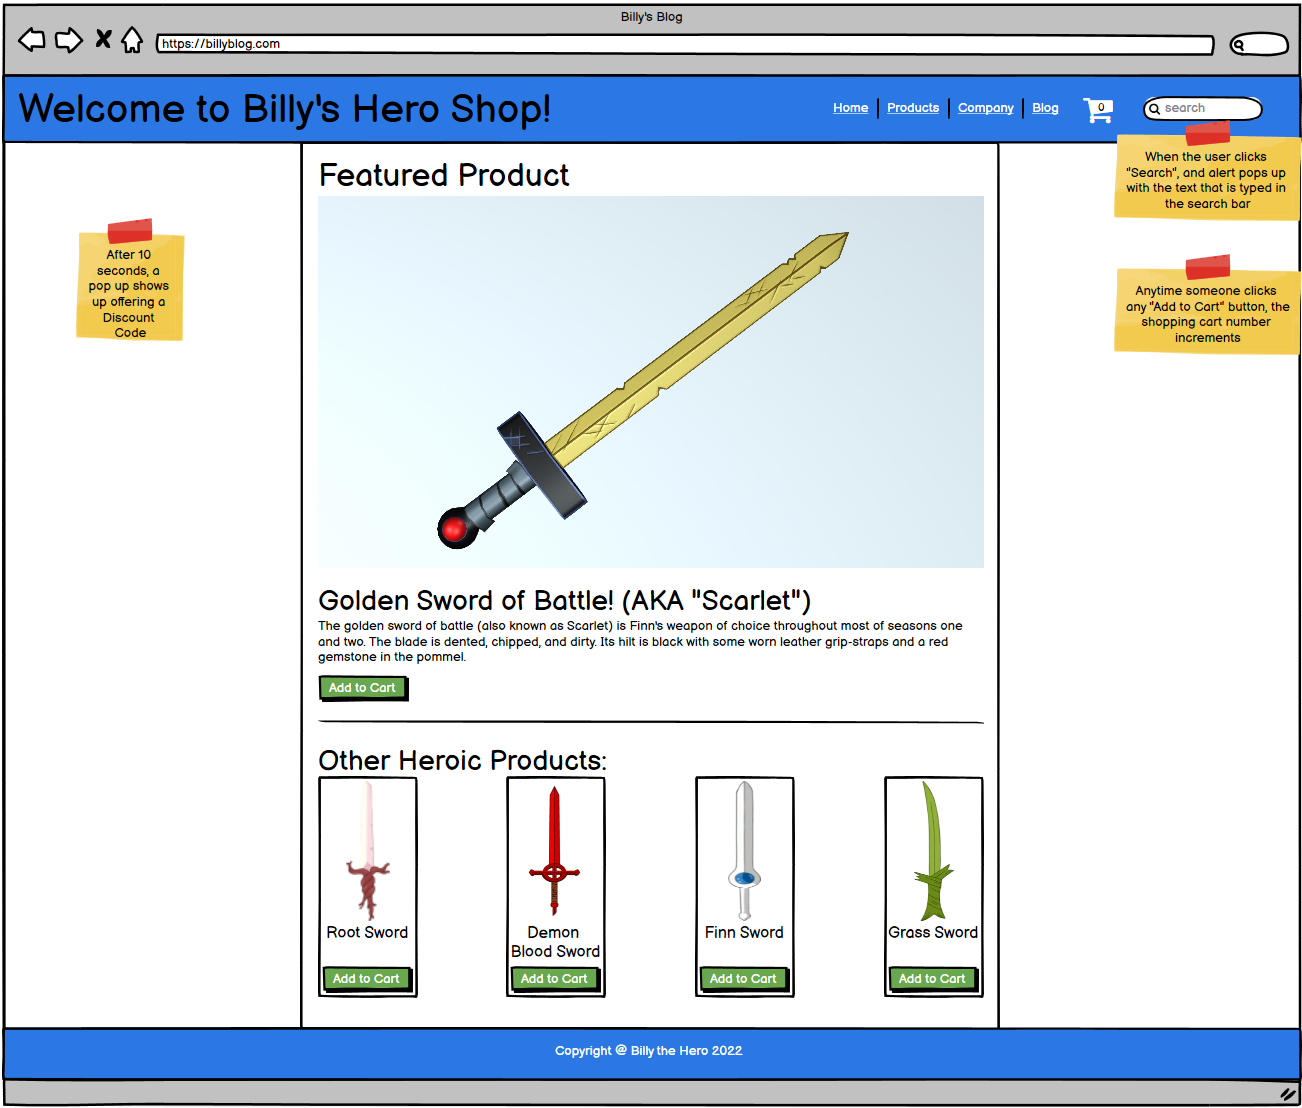 Billy's Blog
https://billyblog.com
Welcome to Billy's Hero Shop!
Home
Products
Company
Blog
0
search
When the user clicks
"Search", and alert pops up
with the text that is typed in
the search bar
After 10
seconds, a
pop up shows
up offering a
Discount
Code
Anytime someone clicks
any "Add to Cart" button, the
shopping cart number
increments
Featured Product
Golden Sword of Battle! (AKA "Scarlet")
The golden sword of battle (also known as Scarlet) is Finn's weapon of choice throughout most of seasons one
and two. The blade is dented, chipped, and dirty. Its hilt is black with some worn leather grip-straps and a red
gemstone in the pommel.
Add to Cart
Other Heroic Products:
Root Sword
Add to Cart
Demon
Blood Sword
Add to Cart
Finn Sword
Add to Cart
Grass Sword
Add to Cart
Copyright @ Billy the Hero 2022